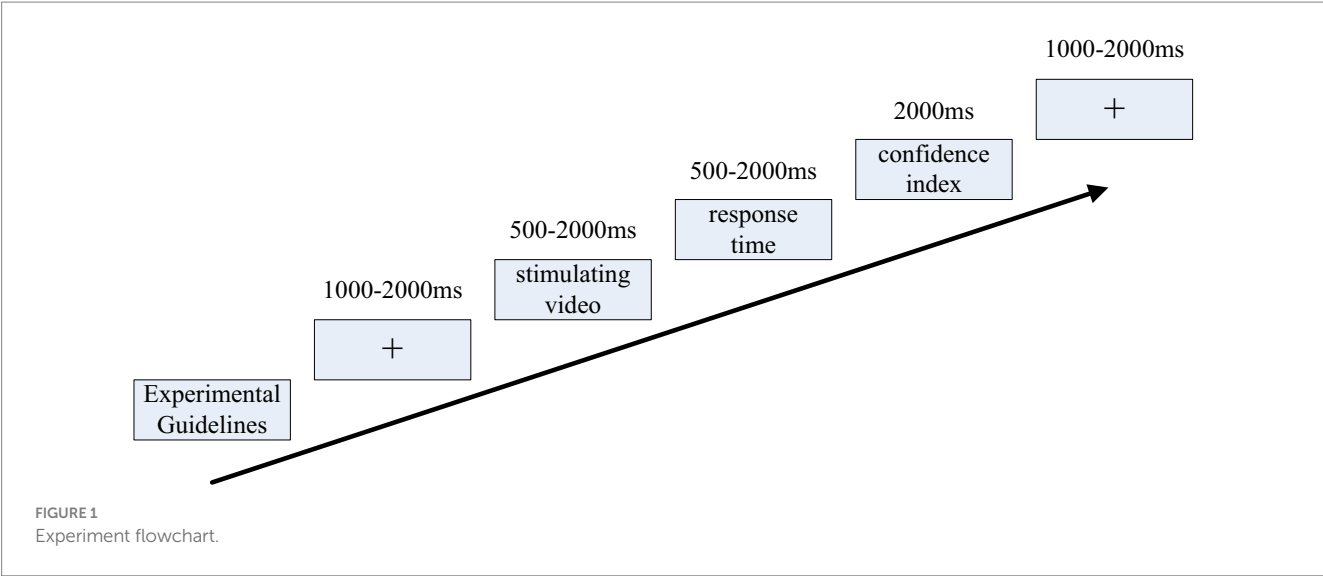 Experimental
Guidelines
1000-2000ms
+
500-2000ms
stimulating
video
500-2000ms
response
time
2000ms
confidence
index
1000-2000ms
+
FIGURE 1
Experiment flowchart.